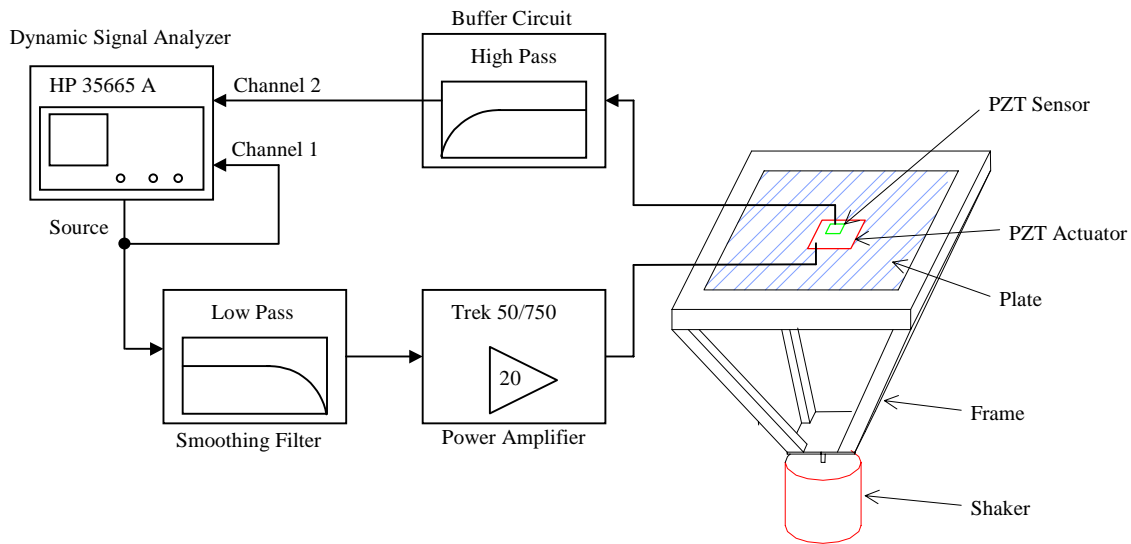 Buffer Circuit
Dynamic Signal Analyzer
High Pass
HP 35665 A
Channel 2
PZT Sensor
Channel 1
Source
PZT Actuator
Plate
Low Pass
Trek 50/750
20
Frame
Smoothing Filter
Power Amplifier
Shaker